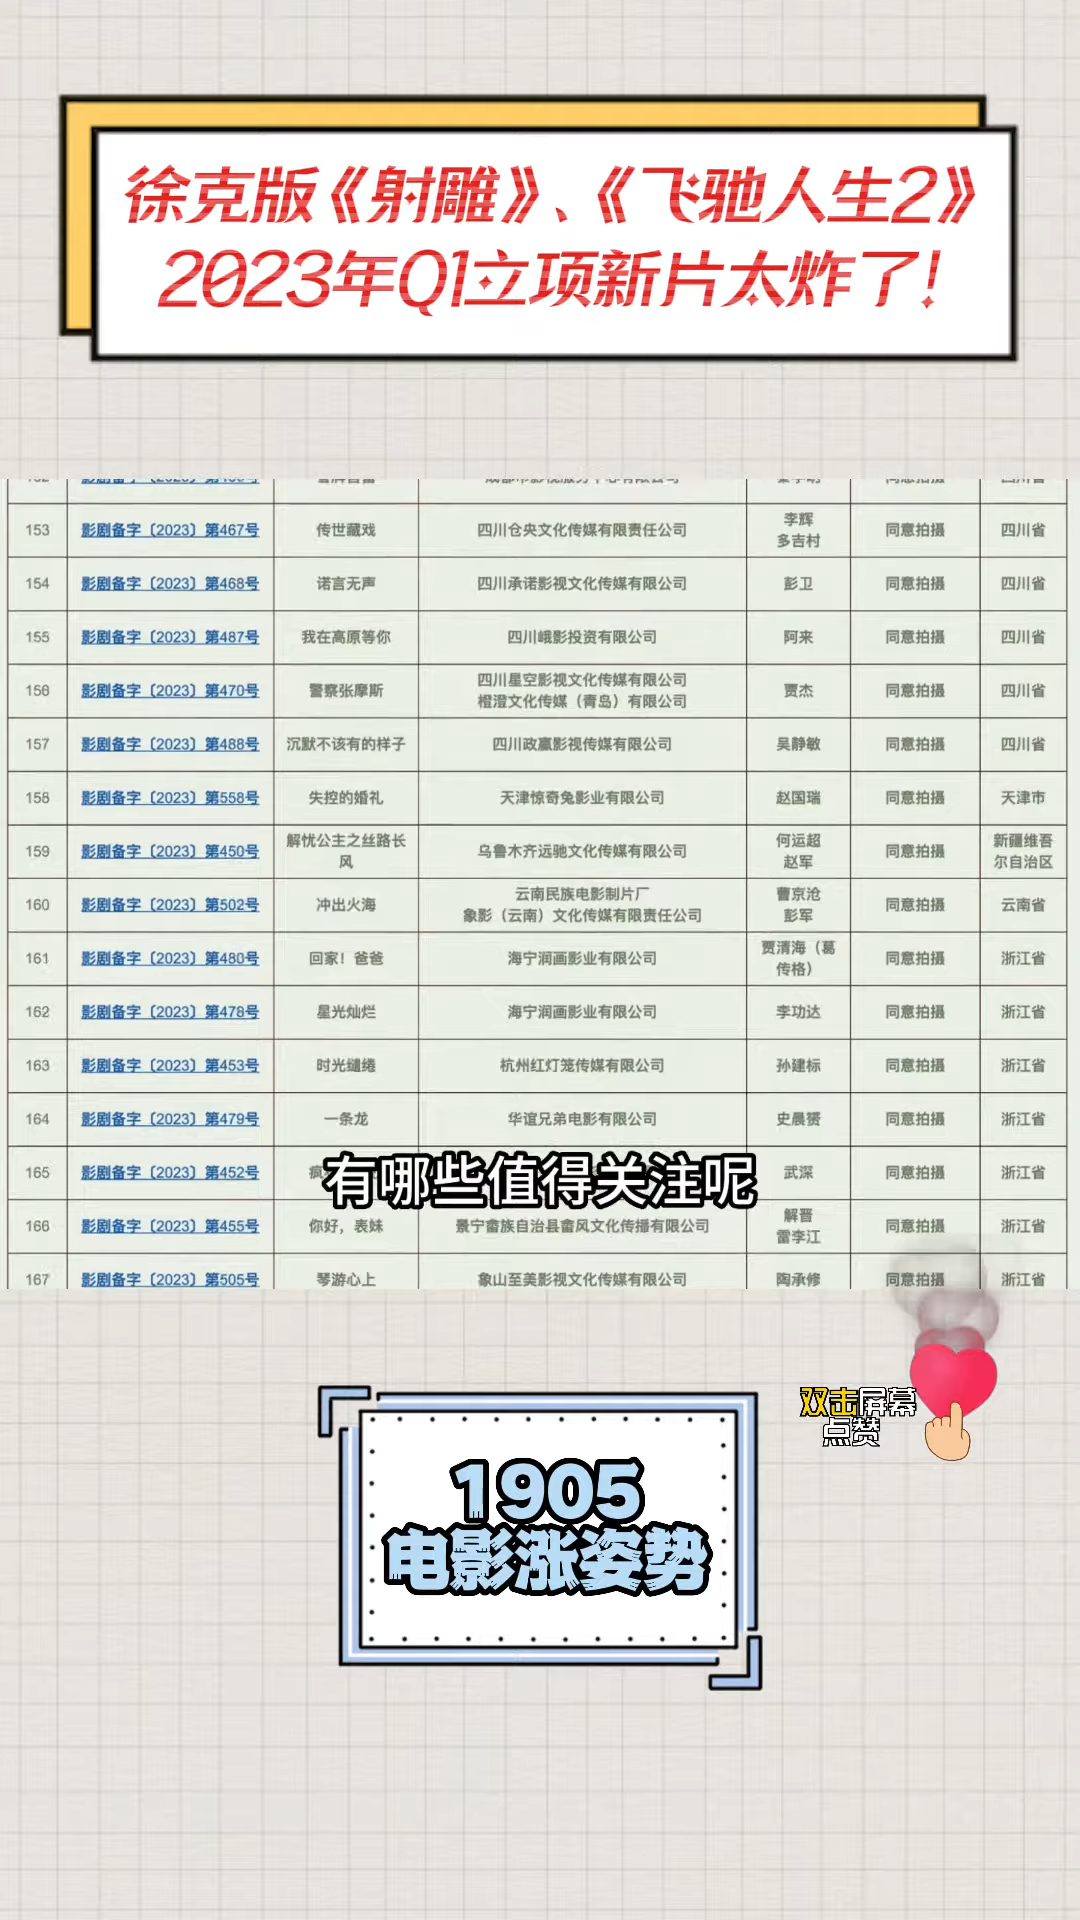 徐克版《射雕》、《飞驰人生2》
2023年Q1立项新片太炸了!
153 影剧备字〔2023〕第467号 传世藏戏 四川仓央文化传媒有限责任公司 李辉 多吉村 同意拍摄 四川省
154 影剧备字〔2023〕第468号 诺言无声 四川承诺影视文化传媒有限公司 彭卫 同意拍摄 四川省
155 影剧备字〔2023〕第487号 我在高原等你 四川峨影投资有限公司 阿来 同意拍摄 四川省
156 影剧备字〔2023〕第470号 警察张摩斯 四川星空影视文化传媒有限公司 橙澄文化传媒（青岛）有限公司 贾杰 同意拍摄 四川省
157 影剧备字〔2023〕第488号 沉默不该有的样子 四川政赢影视传媒有限公司 吴静敏 同意拍摄 四川省
158 影剧备字〔2023〕第558号 失控的婚礼 天津惊奇兔影业有限公司 赵国瑞 同意拍摄 天津市
159 影剧备字〔2023〕第450号 解忧公主之丝路长风 乌鲁木齐远驰文化传媒有限公司 何运超 赵军 同意拍摄 新疆维吾尔自治区
160 影剧备字〔2023〕第502号 冲出火海 云南民族电影制片厂 象影（云南）文化传媒有限责任公司 曹京沧 彭军 同意拍摄 云南省
161 影剧备字〔2023〕第480号 回家！爸爸 海宁润画影业有限公司 贾清海（葛传格） 同意拍摄 浙江省
162 影剧备字〔2023〕第478号 星光灿烂 海宁润画影业有限公司 李功达 同意拍摄 浙江省
163 影剧备字〔2023〕第453号 时光缱绻 杭州红灯笼传媒有限公司 孙建标 同意拍摄 浙江省
164 影剧备字〔2023〕第479号 一条龙 华谊兄弟电影有限公司 史晨赟 同意拍摄 浙江省
165 影剧备字〔2023〕第452号 武深 同意拍摄 浙江省
有哪些值得关注呢
166 影剧备字〔2023〕第455号 你好，表妹 景宁畲族自治县畲风文化传播有限公司 解晋 雷李江 同意拍摄 浙江省
167 影剧备字〔2023〕第505号 琴游心上 象山至美影视文化传媒有限公司 陶承修 同意拍摄 浙江省
双击屏幕
点赞
1905
电影涨姿势